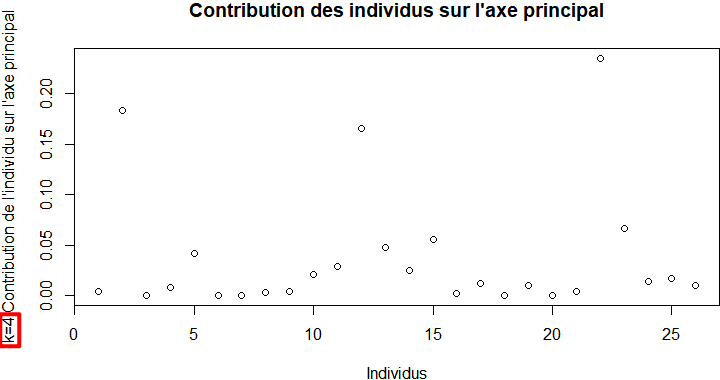 Contribution des individus sur l'axe principal
k=4 Contribution de l'individu sur l'axe principal
0.20
0.15
0.10
0.05
0.00
0 5 10 15 20 25
Individus